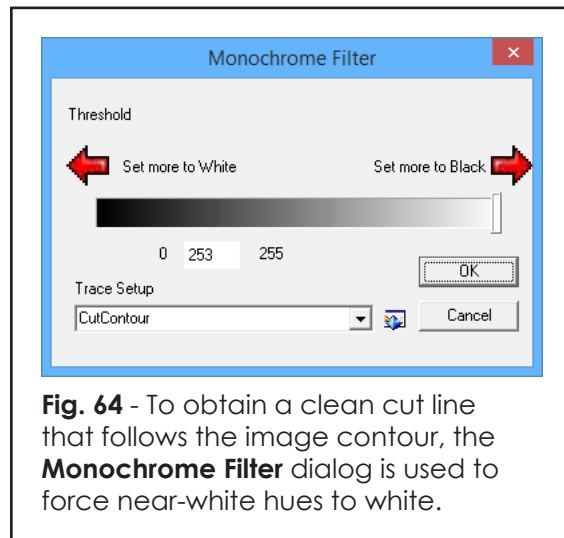 Monochrome Filter
Threshold
Set more to White Set more to Black
0 253 255
OK
Trace Setup
CutContour
Cancel
Fig. 64 - To obtain a clean cut line
that follows the image contour, the
Monochrome Filter dialog is used to
force near-white hues to white.